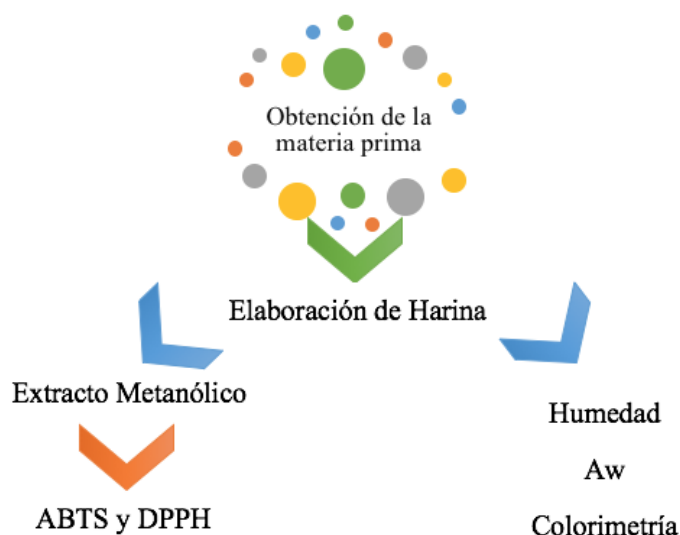 Obtención de la
materia prima
Elaboración de Harina
Extracto Metanólico
ABTS y DPPH
Humedad
Aw
Colorimetría